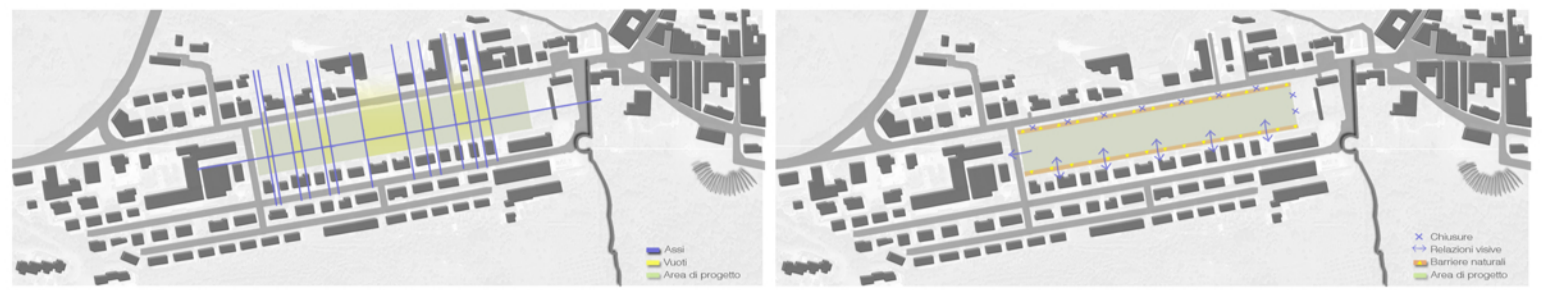 Assi
Vuoti
Area di progetto
Chiusure
Relazioni visive
Barriere naturali
Area di progetto